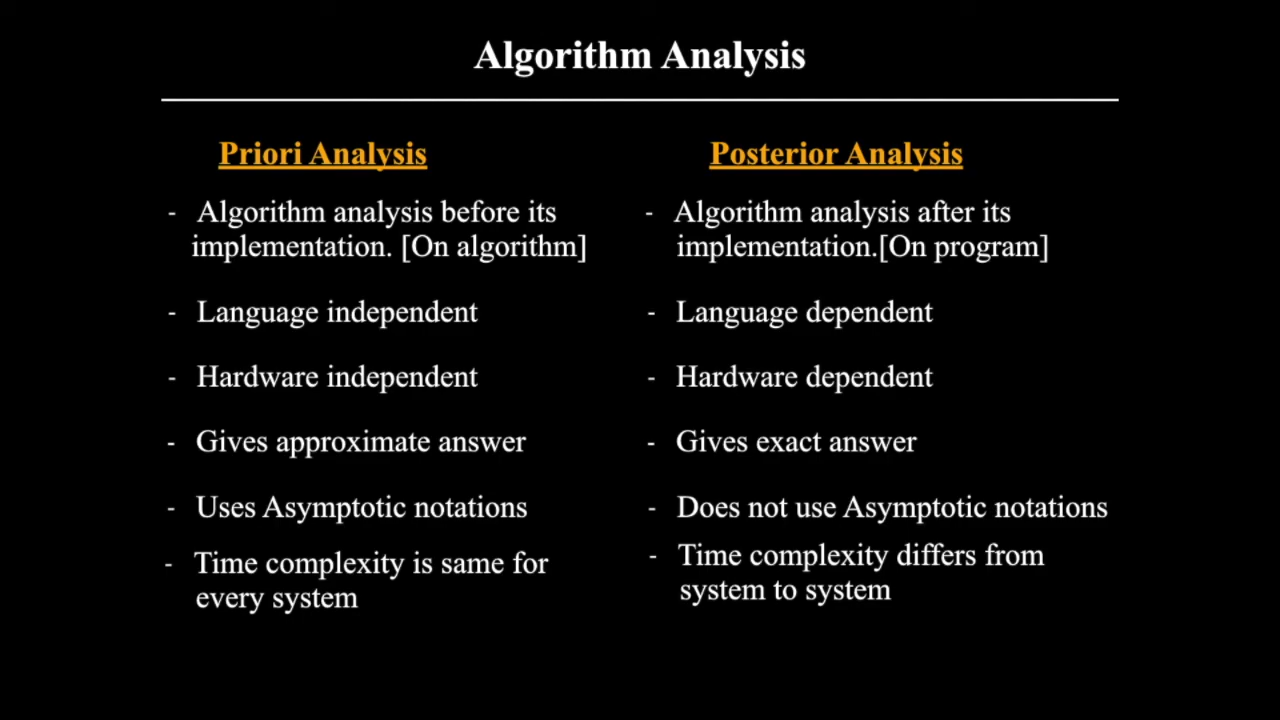 Algorithm Analysis
Priori Analysis
- Algorithm analysis before its
implementation. [On algorithm]
- Language independent
- Hardware independent
- Gives approximate answer
- Uses Asymptotic notations
- Time complexity is same for
every system
Posterior Analysis
- Algorithm analysis after its
implementation.[On program]
- Language dependent
- Hardware dependent
- Gives exact answer
- Does not use Asymptotic notations
- Time complexity differs from
system to system